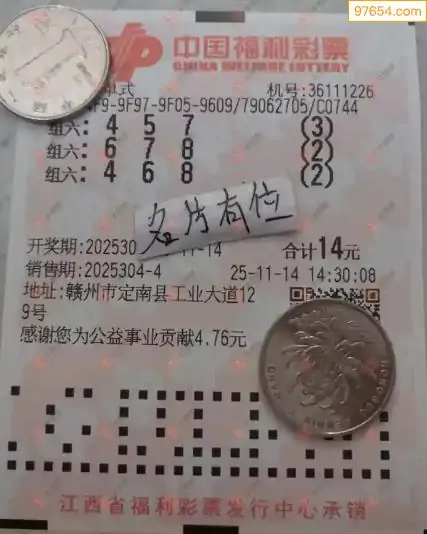 97654.com
中国福利彩票
CHINA WELFARE LOTTERY
式 机号:36111226
F9-9F97-9F05-9609/79062705/C0744
组六: 4 5 7 (3)
组六: 6 7 8 (2)
组六: 4 6 8 (2)
名片有位
开奖期:202530 -14 合计14元
销售期:2025304-4 25-11-14 14:30:08
地址:赣州市定南县工业大道12
9号
感谢您为公益事业贡献4.76元
江西省福利彩票发行中心承销